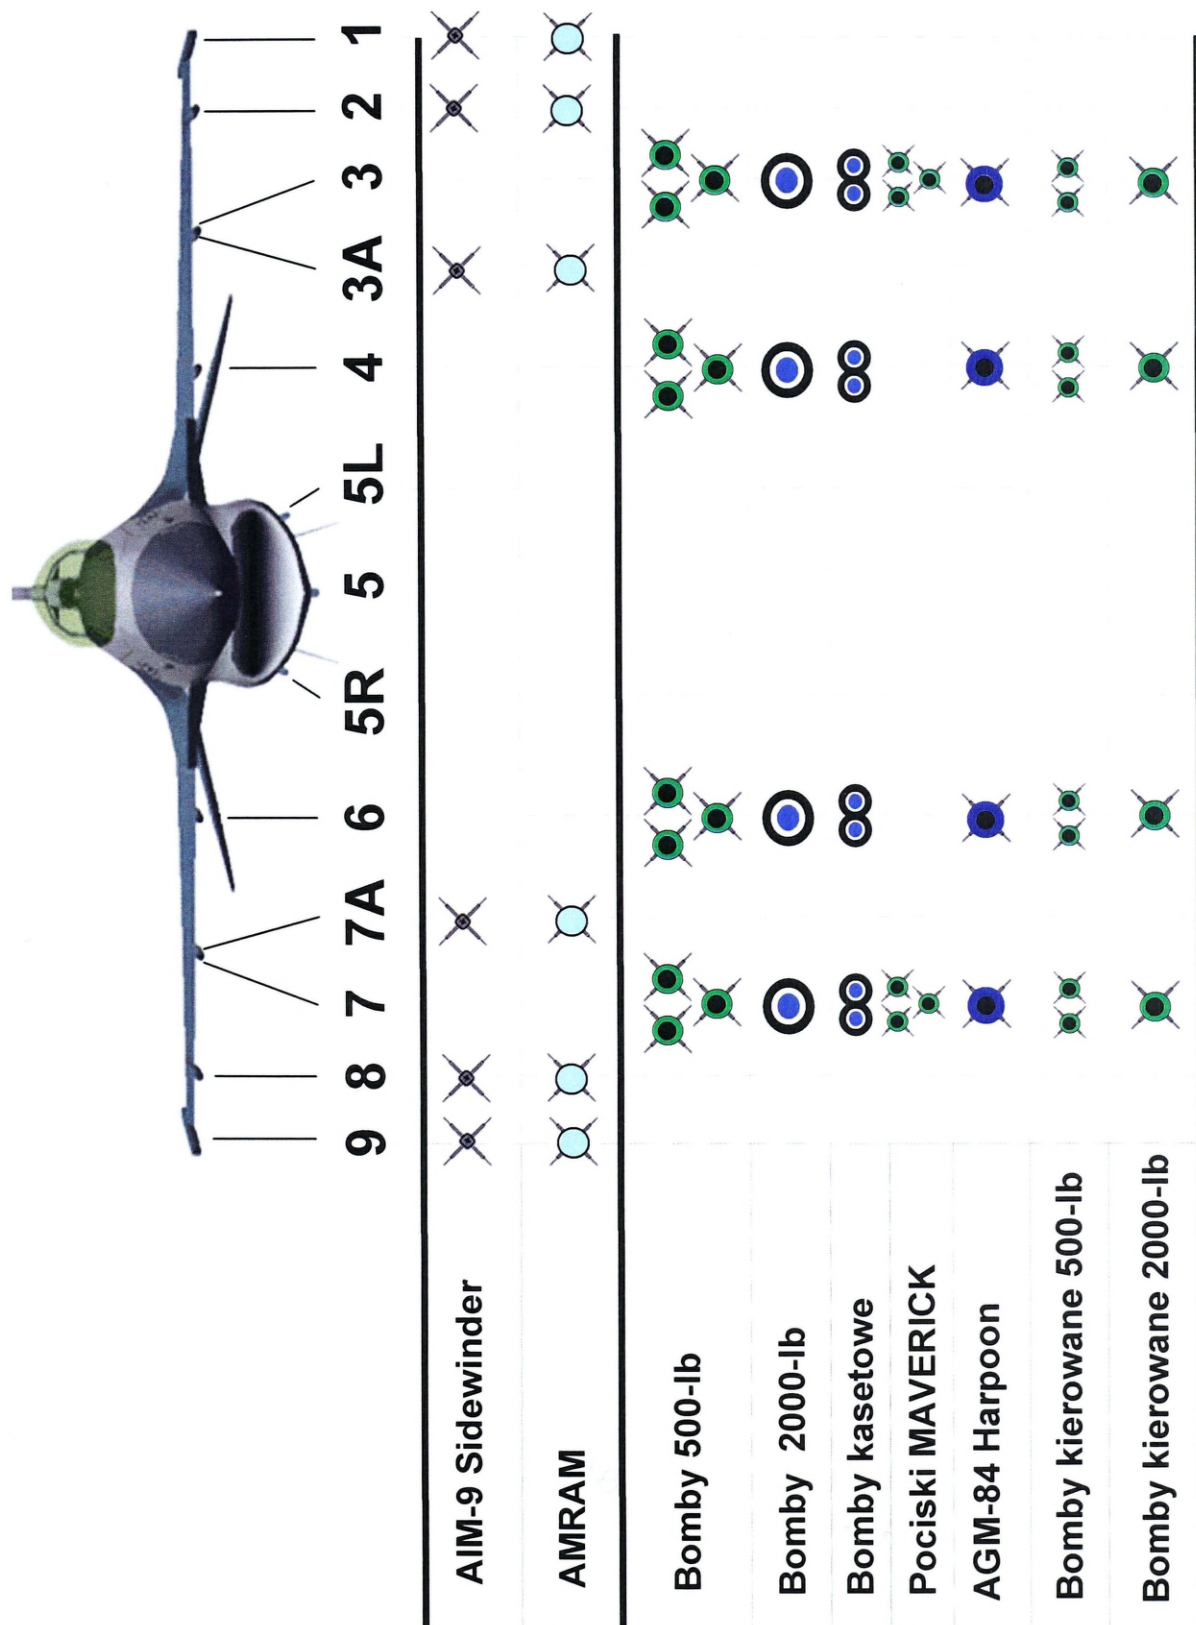 9 8 7 7A 6 5R 5 5L 4 3A 3 2 1
AIM-9 Sidewinder
AMRAM
Bomby 500-lb
Bomby 2000-lb
Bomby kasetowe
Pociski MAVERICK
AGM-84 Harpoon
Bomby kierowane 500-lb
Bomby kierowane 2000-lb